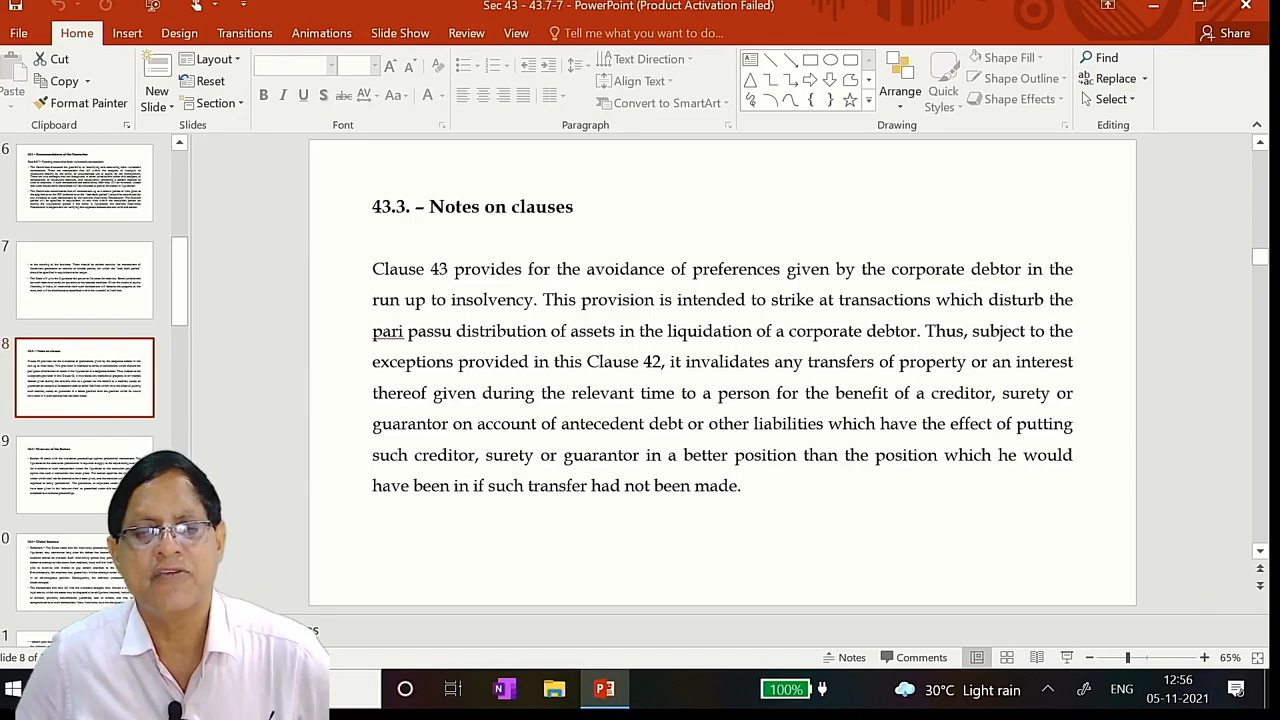 Sec 43 - 43.7-7 - PowerPoint (Product Activation Failed)
File Home Insert Design Transitions Animations Slide Show Review View Tell me what you want to do... Share
Cut
Copy
Format Painter
Paste
Clipboard
New Slide
Layout
Reset
Section
Slides
Font
Text Direction
Align Text
Convert to SmartArt
Paragraph
Arrange
Quick Styles
Shape Fill
Shape Outline
Shape Effects
Drawing
Find
Replace
Select
Editing
6
7
8
9
0
1
43.3. – Notes on clauses
Clause 43 provides for the avoidance of preferences given by the corporate debtor in the
run up to insolvency. This provision is intended to strike at transactions which disturb the
pari passu distribution of assets in the liquidation of a corporate debtor. Thus, subject to the
exceptions provided in this Clause 42, it invalidates any transfers of property or an interest
thereof given during the relevant time to a person for the benefit of a creditor, surety or
guarantor on account of antecedent debt or other liabilities which have the effect of putting
such creditor, surety or guarantor in a better position than the position which he would
have been in if such transfer had not been made.
lide 8 of
Notes Comments 65%
100% 30°C Light rain ENG 12:56
05-11-2021